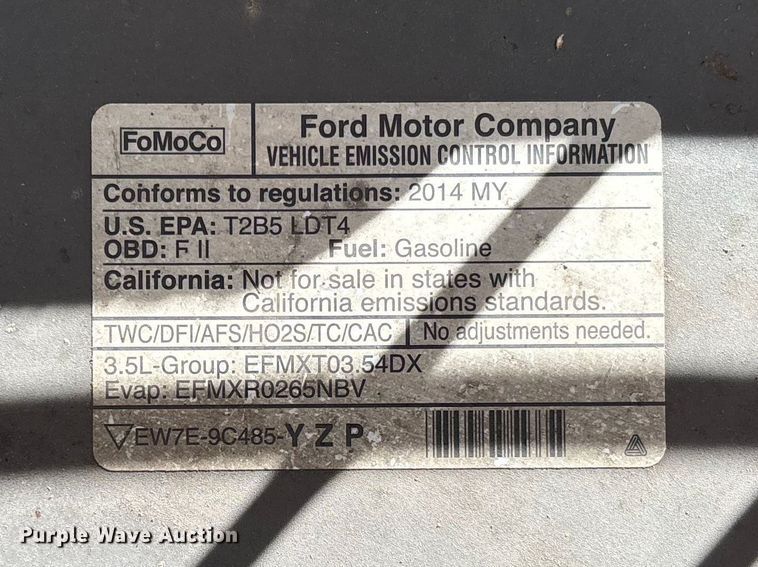 FoMoCo
Ford Motor Company
VEHICLE EMISSION CONTROL INFORMATION
Conforms to regulations: 2014 MY
U.S. EPA: T2B5 LDT4
OBD: F II Fuel: Gasoline
California: Not for sale in states with
California emissions standards.
TWC/DFI/AFS/HO2S/TC/CAC No adjustments needed.
3.5L-Group: EFMXT03.54DX
Evap: EFMXR0265NBV
EW7E-9C485-YZP
Purple Wave Auction